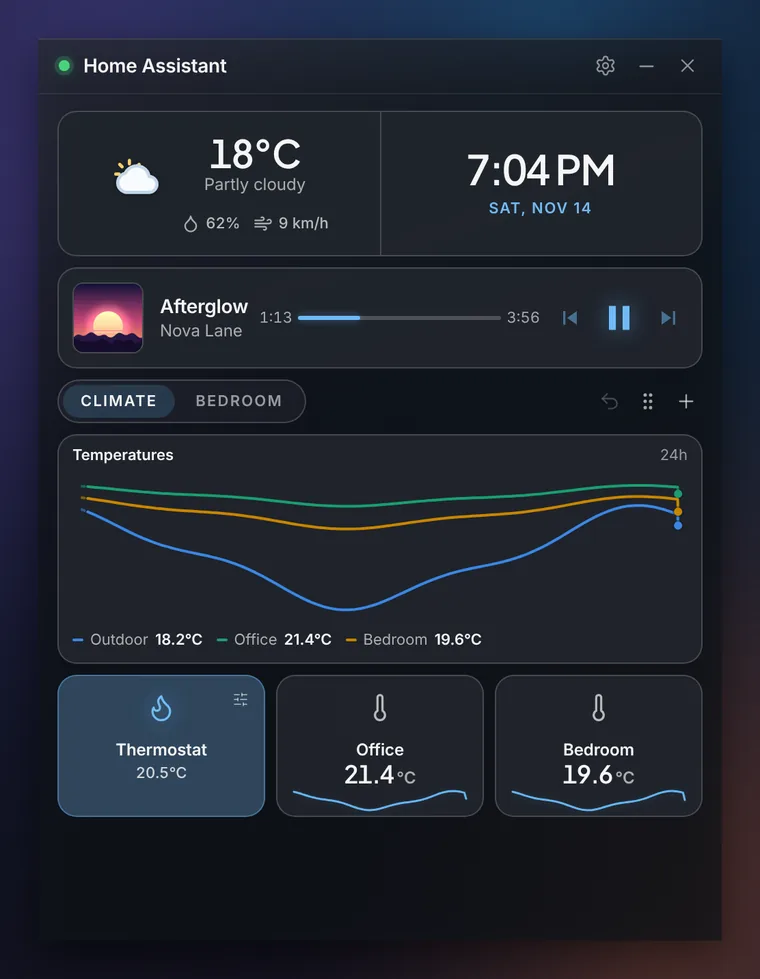 Home Assistant
18°C
Partly cloudy
62% 9 km/h
7:04 PM
SAT, NOV 14
Afterglow
Nova Lane
1:13 3:56
CLIMATE BEDROOM
Temperatures 24h
Outdoor 18.2°C Office 21.4°C Bedroom 19.6°C
Thermostat
20.5°C
Office
21.4°C
Bedroom
19.6°C